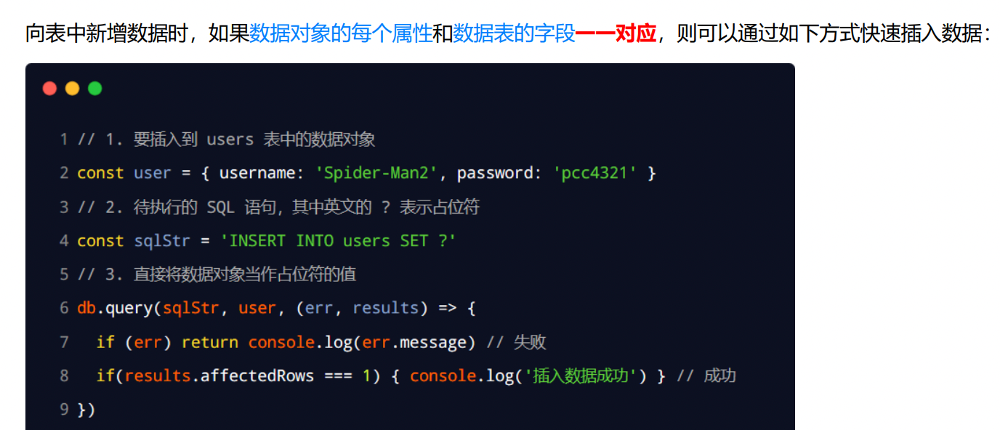 向表中新增数据时，如果数据对象的每个属性和数据表的字段一一对应，则可以通过如下方式快速插入数据：
1 // 1. 要插入到 users 表中的数据对象
2 const user = { username: 'Spider-Man2', password: 'pcc4321' }
3 // 2. 待执行的 SQL 语句，其中英文的 ? 表示占位符
4 const sqlStr = 'INSERT INTO users SET ?'
5 // 3. 直接将数据对象当作占位符的值
6 db.query(sqlStr, user, (err, results) => {
7   if (err) return console.log(err.message) // 失败
8   if(results.affectedRows === 1) { console.log('插入数据成功') } // 成功
9 })